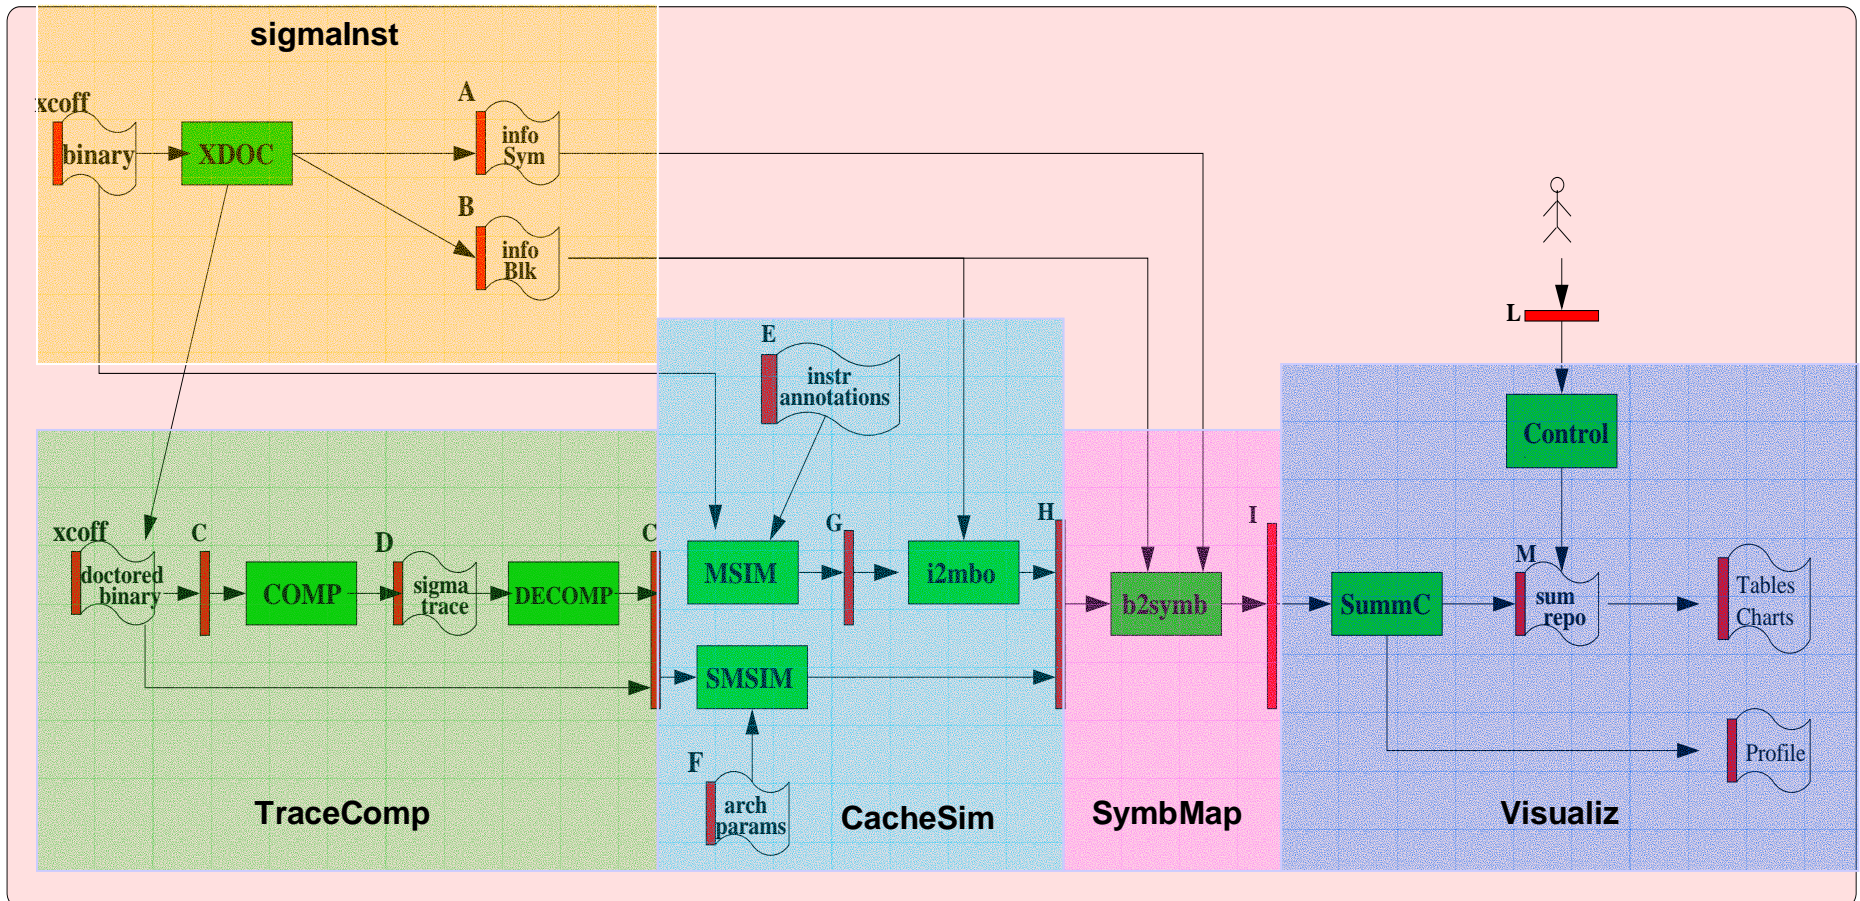 sigmaInst
xcoff
binary
XDOC
A
info
Sym
B
info
Blk
L
E
instr
annotations
Control
xcoff
doctored
binary
C
COMP
D
sigma
trace
DECOMP
C
MSIM
G
i2mbo
H
SMSIM
F
arch
params
b2symb
I
SummC
M
sum
repo
Tables
Charts
Profile
TraceComp
CacheSim
SymbMap
Visualiz